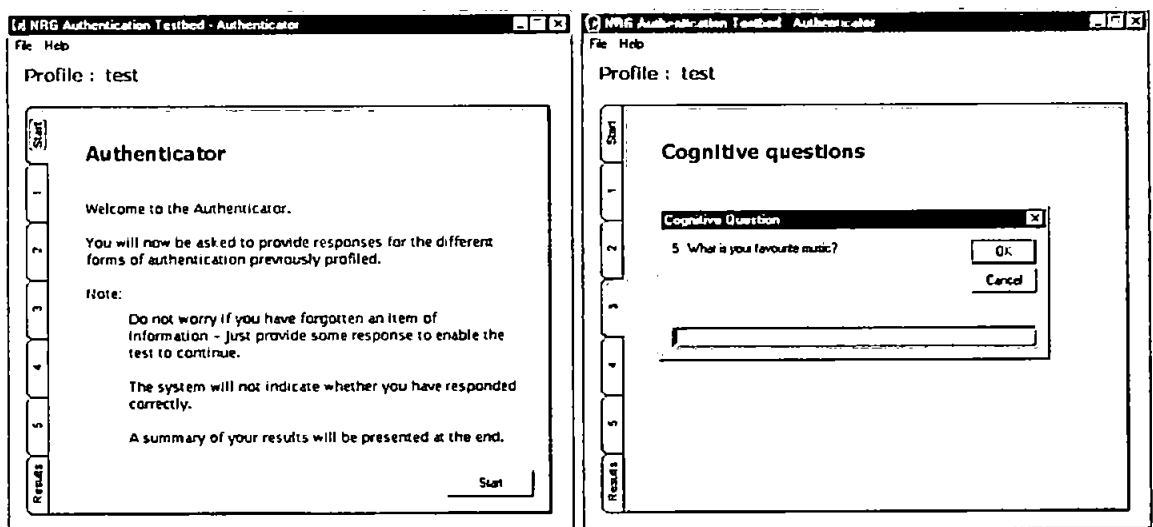 NRG Authentication Testbed - Authenticator
File Help
Profile : test
Start
1
2
3
4
5
Results
Authenticator
Welcome to the Authenticator.
You will now be asked to provide responses for the different
forms of authentication previously profiled.
Note:
Do not worry if you have forgotten an item of
information - just provide some response to enable the
test to continue.
The system will not indicate whether you have responded
correctly.
A summary of your results will be presented at the end.
Start
NRG Authentication Testbed - Authenticator
File Help
Profile : test
Start
1
2
3
4
5
Results
Cognitive questions
Cognitive Question
5 What is your favourite music?
OK
Cancel